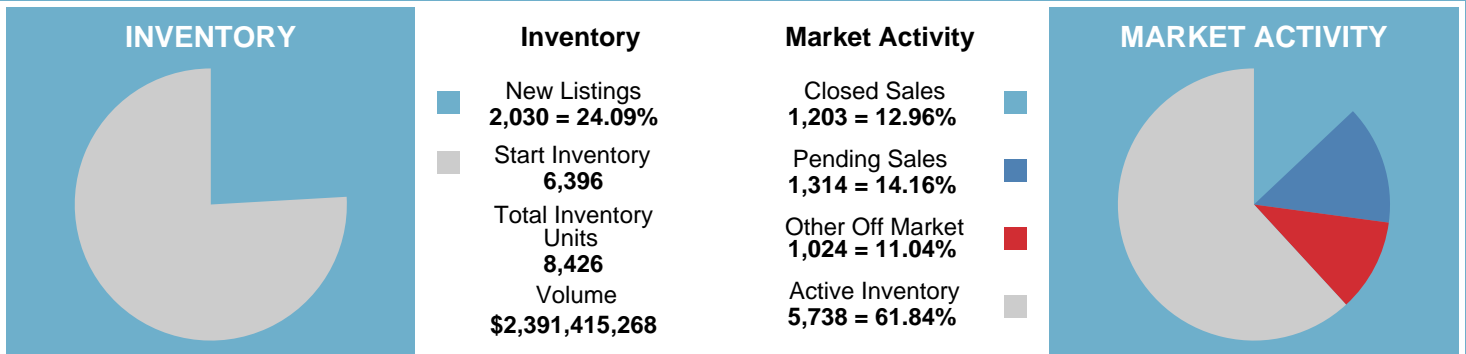 INVENTORY
Inventory
New Listings
2,030 = 24.09%
Start Inventory
6,396
Total Inventory
Units
8,426
Volume
$2,391,415,268
Market Activity
Closed Sales
1,203 = 12.96%
Pending Sales
1,314 = 14.16%
Other Off Market
1,024 = 11.04%
Active Inventory
5,738 = 61.84%
MARKET ACTIVITY